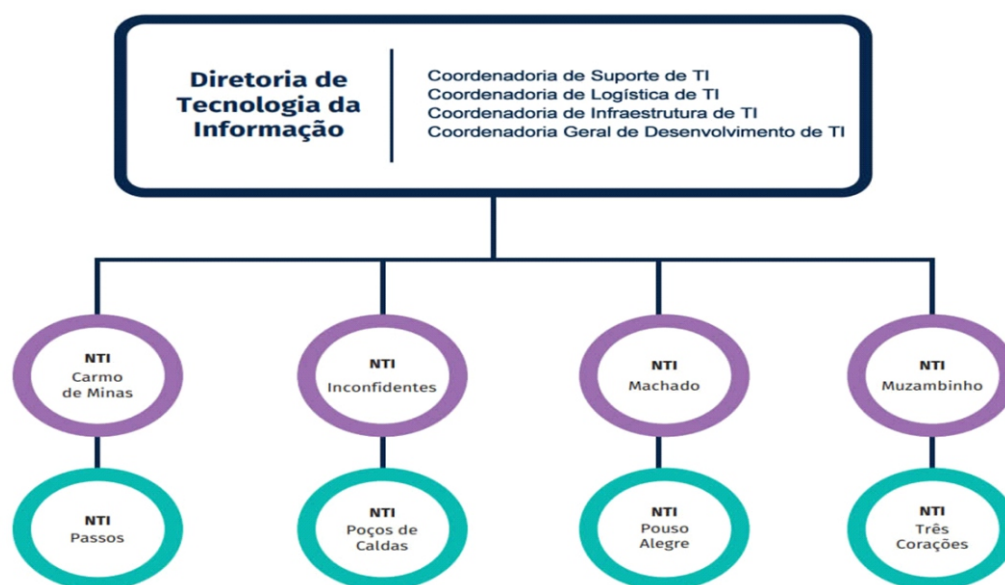 Diretoria de
Tecnologia da
Informação
Coordenadoria de Suporte de TI
Coordenadoria de Logística de TI
Coordenadoria de Infraestrutura de TI
Coordenadoria Geral de Desenvolvimento de TI
NTI
Carmo
de Minas
NTI
Inconfidentes
NTI
Machado
NTI
Muzambinho
NTI
Passos
NTI
Poços de
Caldas
NTI
Pouso
Alegre
NTI
Três
Corações